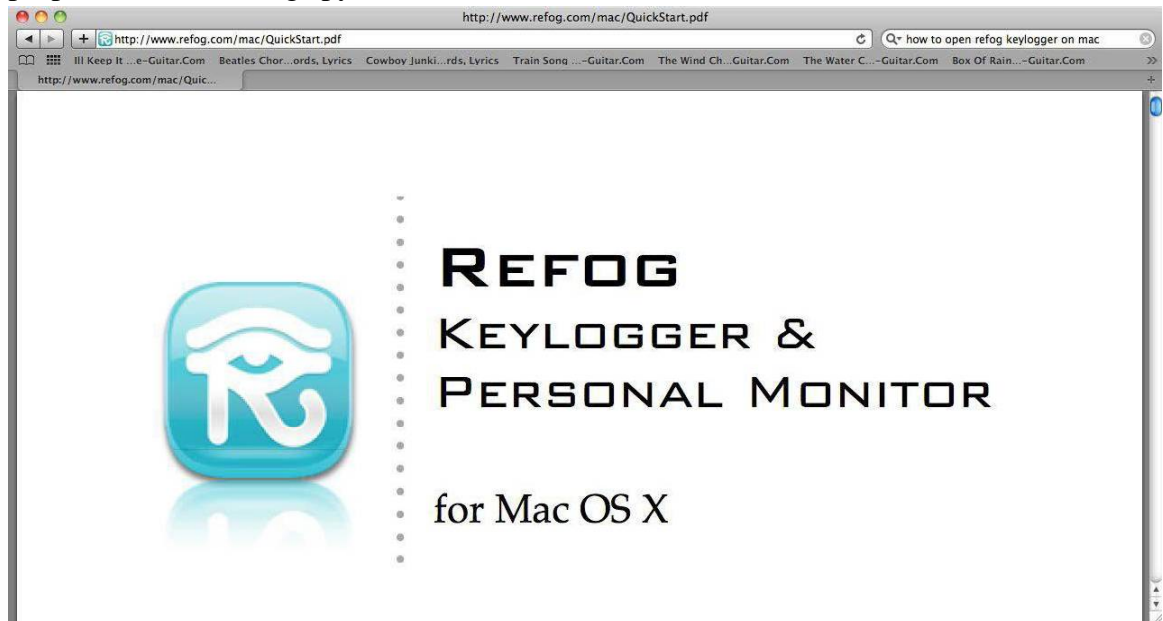 http://www.refog.com/mac/QuickStart.pdf
http://www.refog.com/mac/QuickStart.pdf
how to open refog keylogger on mac
Ill Keep It ...e-Guitar.Com Beatles Chor...ords, Lyrics Cowboy Junki...rds, Lyrics Train Song ...-Guitar.Com The Wind Ch...Guitar.Com The Water C...-Guitar.Com Box Of Rain...-Guitar.Com
http://www.refog.com/mac/Quic...
REFOG
KEYLOGGER &
PERSONAL MONITOR
for Mac OS X